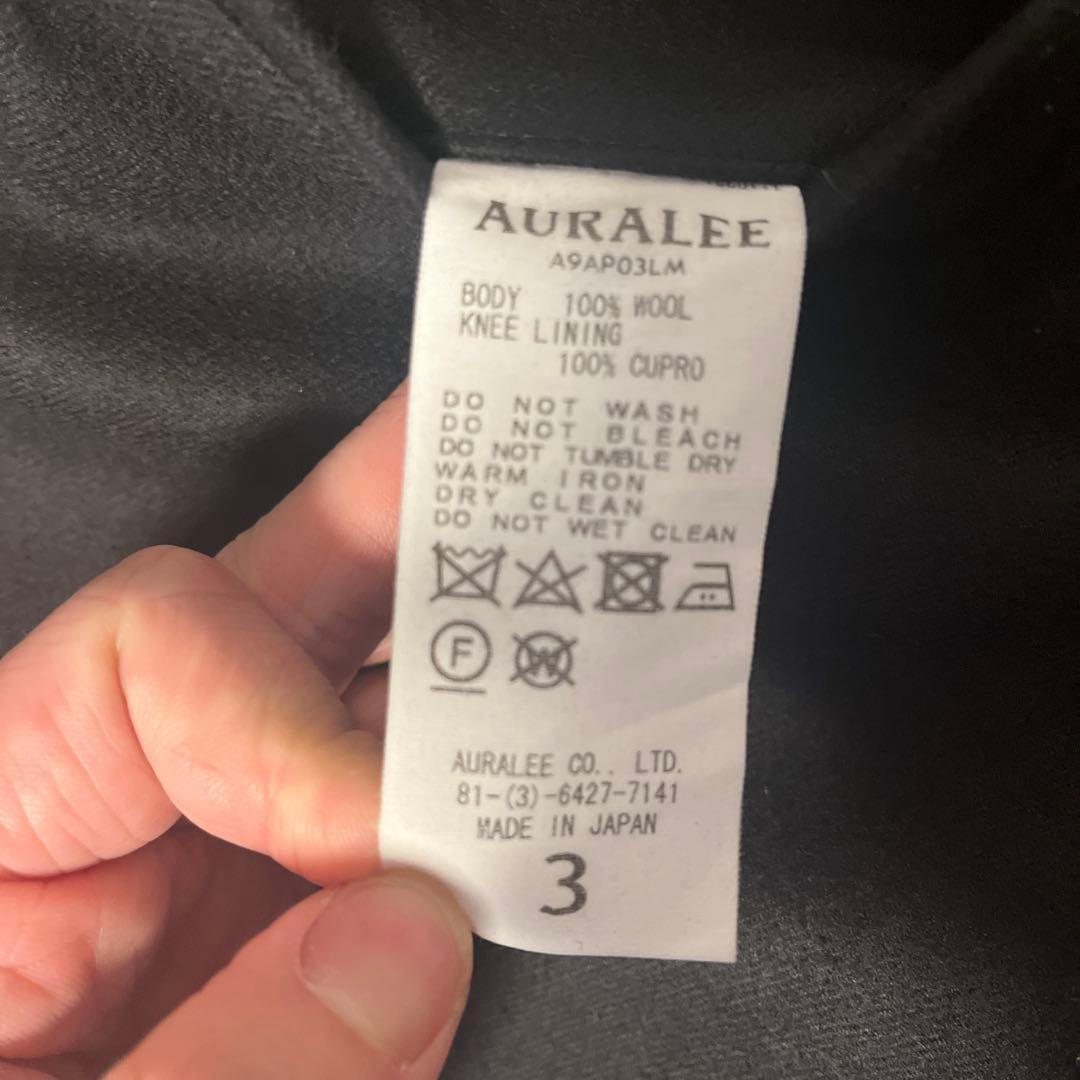 AURALEE
A9AP03LM
BODY 100% WOOL
KNEE LINING
100% CUPRO
DO NOT WASH
DO NOT BLEACH
DO NOT TUMBLE DRY
WARM IRON
DRY CLEAN
DO NOT WET CLEAN
F W
AURALEE CO., LTD.
81-(3)-6427-7141
MADE IN JAPAN
3